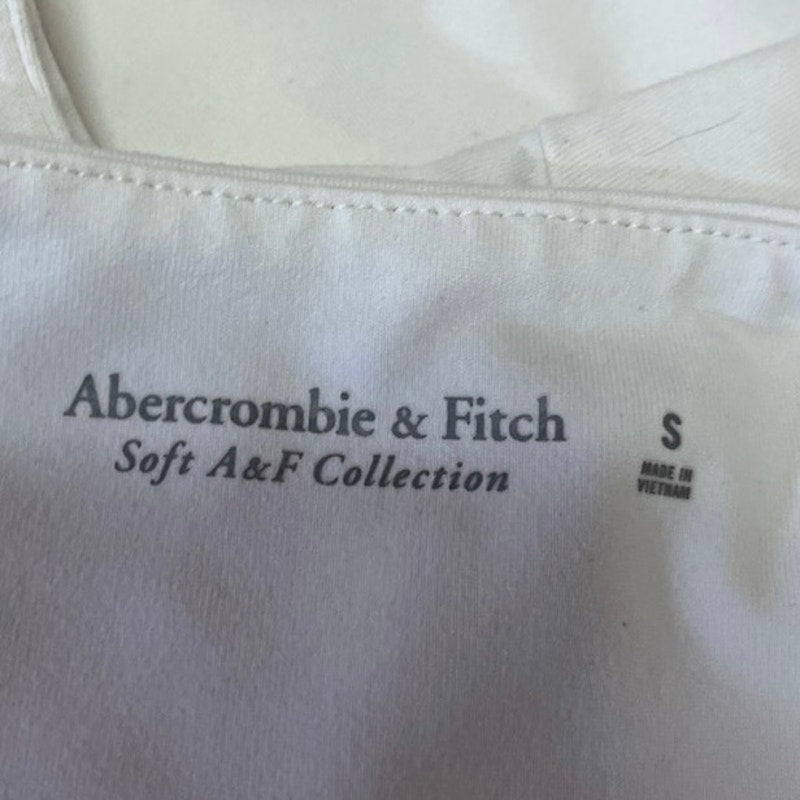 Abercrombie & Fitch
Soft A&F Collection
S
MADE IN
VIETNAM